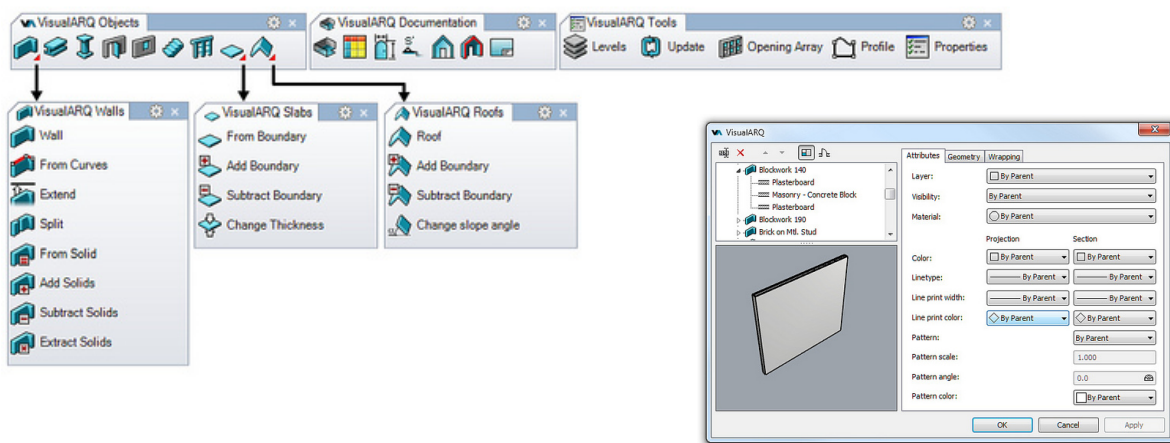 VisualARQ Objects
VisualARQ Documentation
VisualARQ Tools
Levels
Update
Opening Array
Profile
Properties
VisualARQ Walls
Wall
From Curves
Extend
Split
From Solid
Add Solids
Subtract Solids
Extract Solids
VisualARQ Slabs
From Boundary
Add Boundary
Subtract Boundary
Change Thickness
VisualARQ Roofs
Roof
Add Boundary
Subtract Boundary
Change slope angle
VisualARQ
Blockwork 140
Plasterboard
Masonry - Concrete Block
Plasterboard
Blockwork 190
Brick on Mtl. Stud
Attributes Geometry Wrapping
Layer: By Parent
Visibility: By Parent
Material: By Parent
Projection Section
Color: By Parent By Parent
Linetype: By Parent By Parent
Line print width: By Parent By Parent
Line print color: By Parent By Parent
Pattern: By Parent
Pattern scale: 1.000
Pattern angle: 0.0
Pattern color: By Parent
OK Cancel Apply